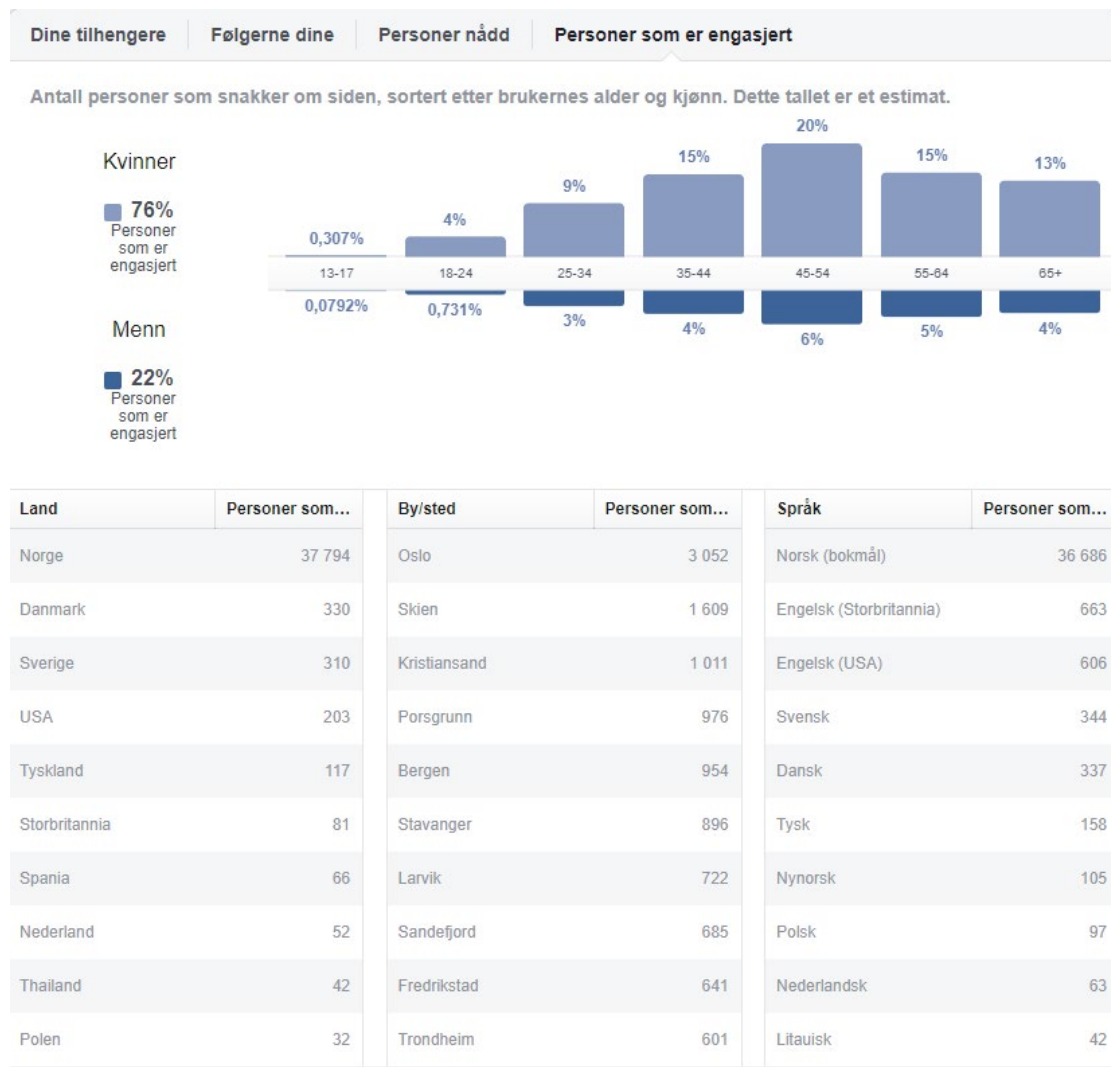 Dine tilhengere Følgerne dine Personer nådd Personer som er engasjert
Antall personer som snakker om siden, sortert etter brukernes alder og kjønn. Dette tallet er et estimat.
Kvinner
76%
Personer
som er
engasjert
0,307% 4% 9% 15% 20% 15% 13%
13-17 18-24 25-34 35-44 45-54 55-64 65+
0,0792% 0,731% 3% 4% 6% 5% 4%
Menn
22%
Personer
som er
engasjert
Land Personer som... By/sted Personer som... Språk Personer som...
Norge 37 794 Oslo 3 052 Norsk (bokmål) 36 686
Danmark 330 Skien 1 609 Engelsk (Storbritannia) 663
Sverige 310 Kristiansand 1 011 Engelsk (USA) 606
USA 203 Porsgrunn 976 Svensk 344
Tyskland 117 Bergen 954 Dansk 337
Storbritannia 81 Stavanger 896 Tysk 158
Spania 66 Larvik 722 Nynorsk 105
Nederland 52 Sandefjord 685 Polsk 97
Thailand 42 Fredrikstad 641 Nederlandsk 63
Polen 32 Trondheim 601 Litauisk 42